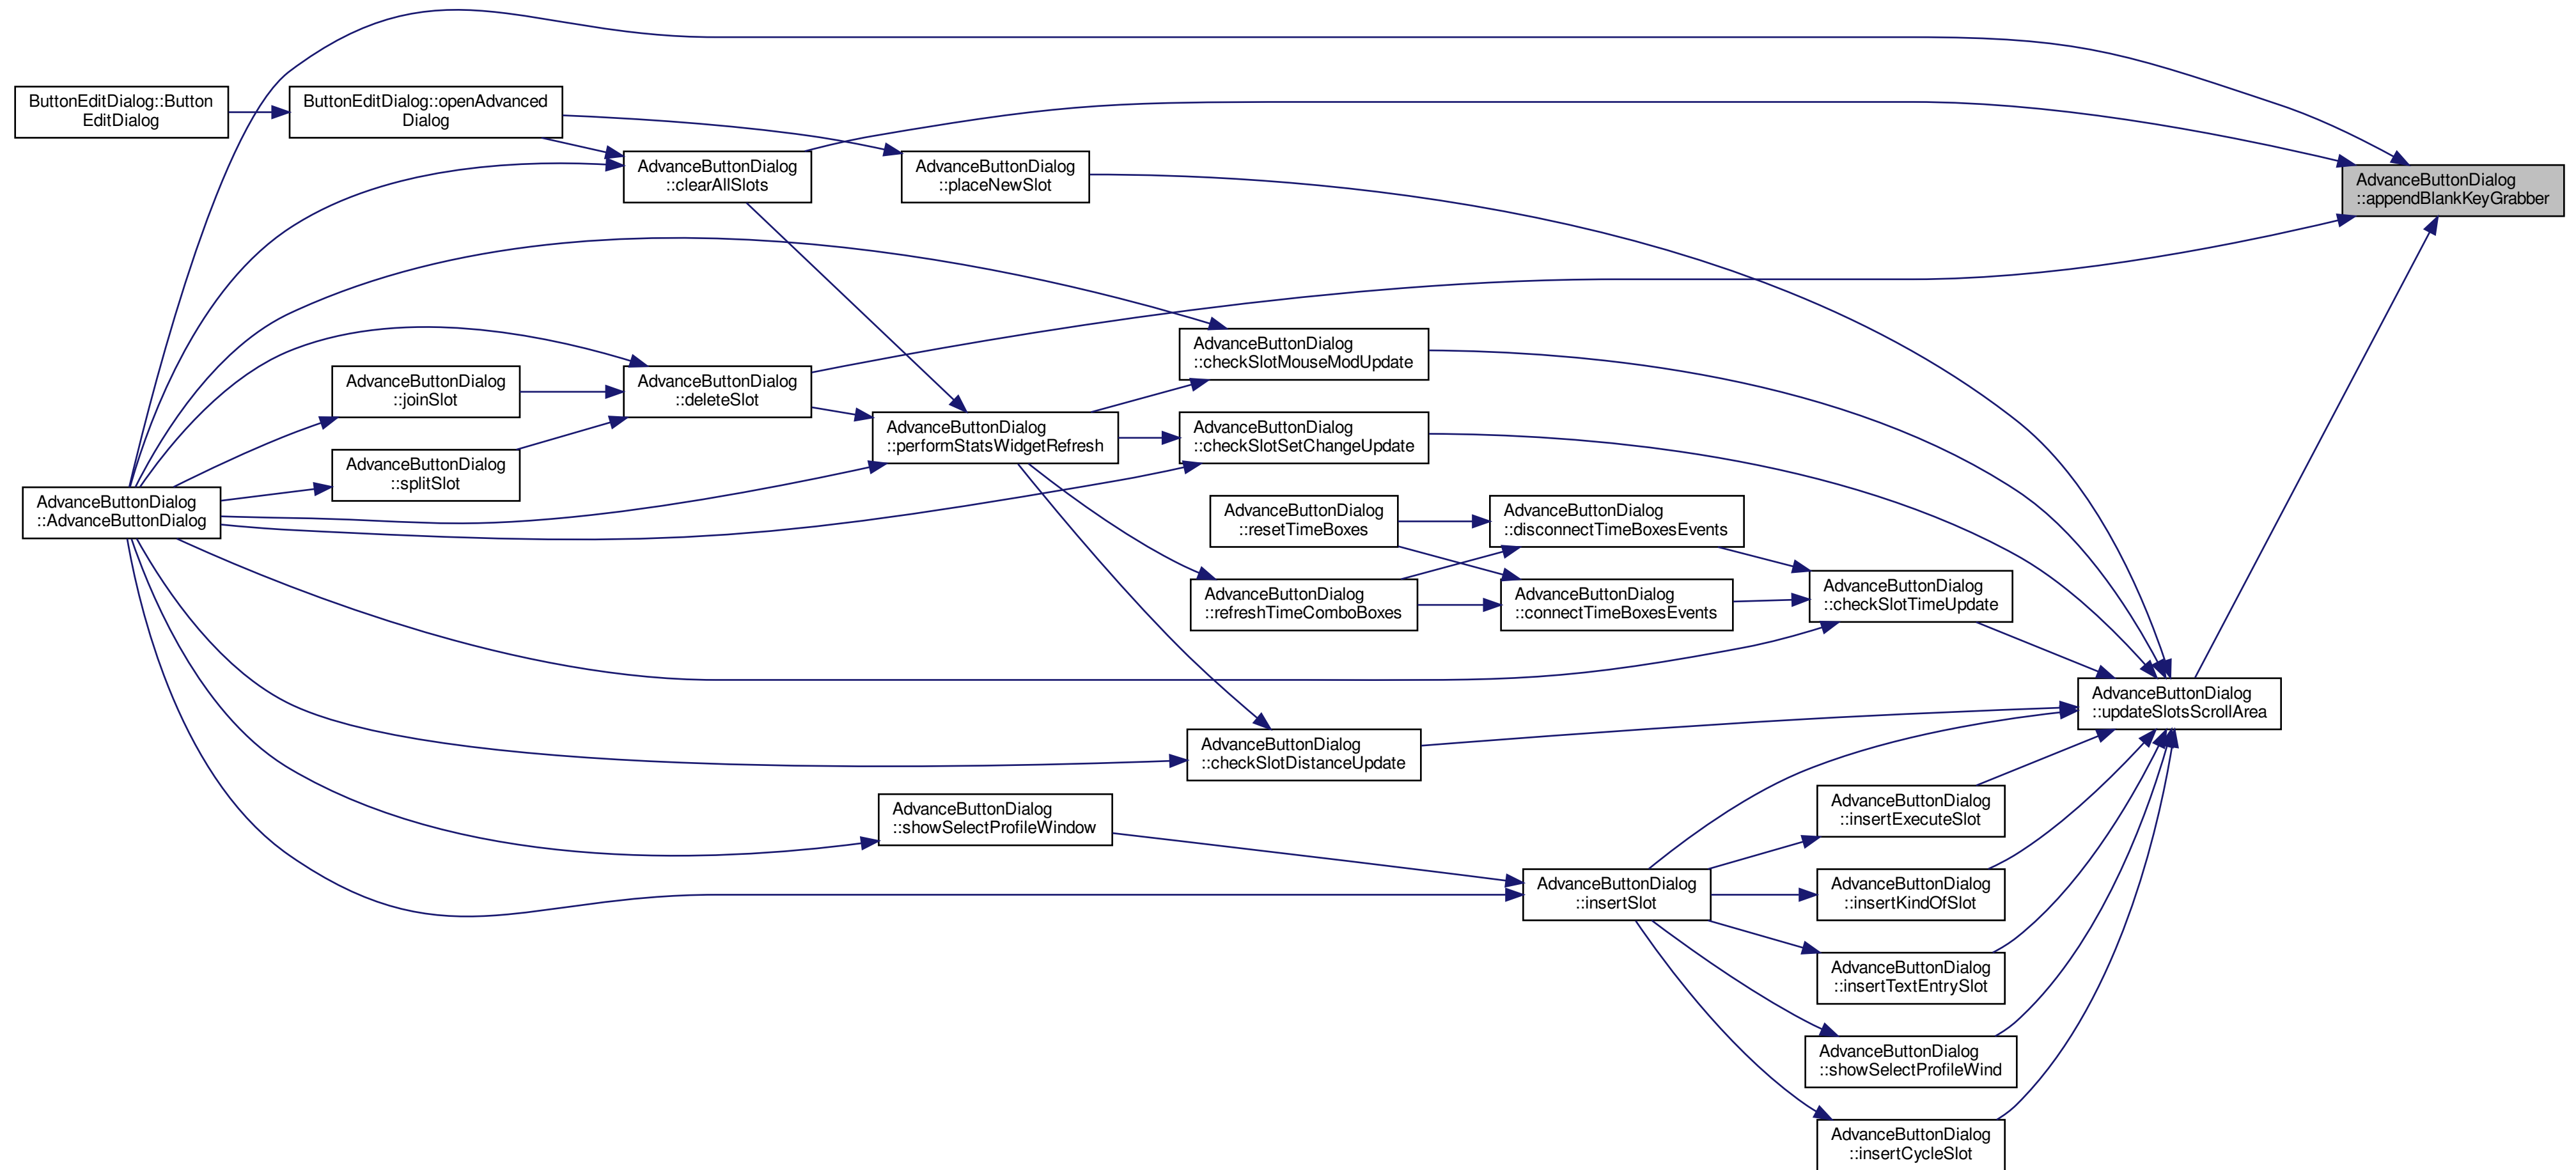 ButtonEditDialog::Button
EditDialog
ButtonEditDialog::openAdvanced
Dialog
AdvanceButtonDialog
::clearAllSlots
AdvanceButtonDialog
::placeNewSlot
AdvanceButtonDialog
::appendBlankKeyGrabber
AdvanceButtonDialog
::checkSlotMouseModUpdate
AdvanceButtonDialog
::joinSlot
AdvanceButtonDialog
::deleteSlot
AdvanceButtonDialog
::performStatsWidgetRefresh
AdvanceButtonDialog
::checkSlotSetChangeUpdate
AdvanceButtonDialog
::splitSlot
AdvanceButtonDialog
::AdvanceButtonDialog
AdvanceButtonDialog
::resetTimeBoxes
AdvanceButtonDialog
::disconnectTimeBoxesEvents
AdvanceButtonDialog
::refreshTimeComboBoxes
AdvanceButtonDialog
::connectTimeBoxesEvents
AdvanceButtonDialog
::checkSlotTimeUpdate
AdvanceButtonDialog
::updateSlotsScrollArea
AdvanceButtonDialog
::checkSlotDistanceUpdate
AdvanceButtonDialog
::showSelectProfileWindow
AdvanceButtonDialog
::insertExecuteSlot
AdvanceButtonDialog
::insertSlot
AdvanceButtonDialog
::insertKindOfSlot
AdvanceButtonDialog
::insertTextEntrySlot
AdvanceButtonDialog
::showSelectProfileWind
AdvanceButtonDialog
::insertCycleSlot